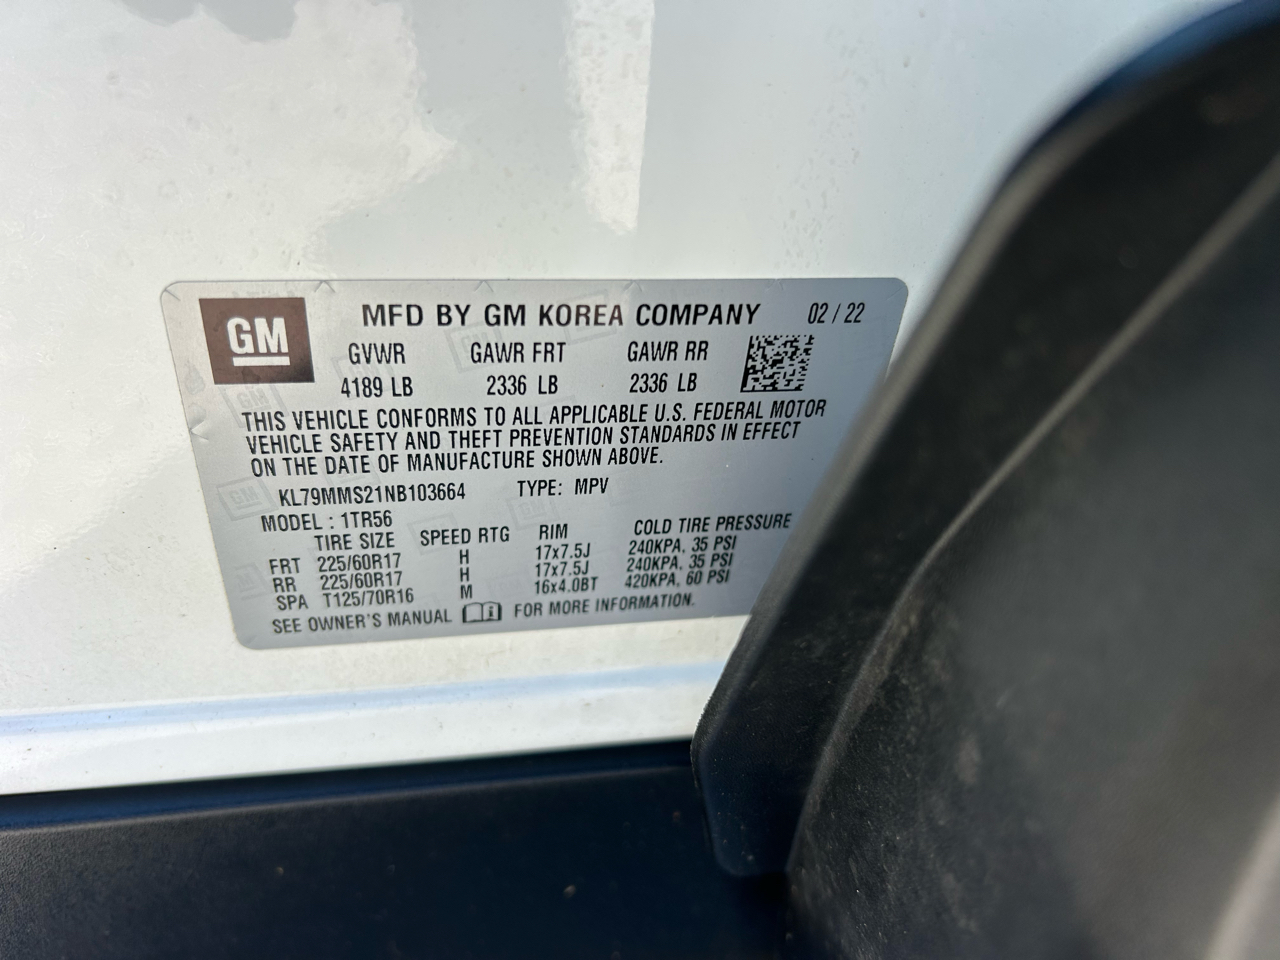 GM
MFD BY GM KOREA COMPANY 02 / 22
GVWR GAWR FRT GAWR RR
4189 LB 2336 LB 2336 LB
THIS VEHICLE CONFORMS TO ALL APPLICABLE U.S. FEDERAL MOTOR
VEHICLE SAFETY AND THEFT PREVENTION STANDARDS IN EFFECT
ON THE DATE OF MANUFACTURE SHOWN ABOVE.
KL79MMS21NB103664 TYPE: MPV
MODEL : 1TR56
TIRE SIZE SPEED RTG RIM COLD TIRE PRESSURE
FRT 225/60R17 H 17x7.5J 240KPA, 35 PSI
RR 225/60R17 H 17x7.5J 240KPA, 35 PSI
SPA T125/70R16 M 16x4.0BT 420KPA, 60 PSI
SEE OWNER'S MANUAL FOR MORE INFORMATION.